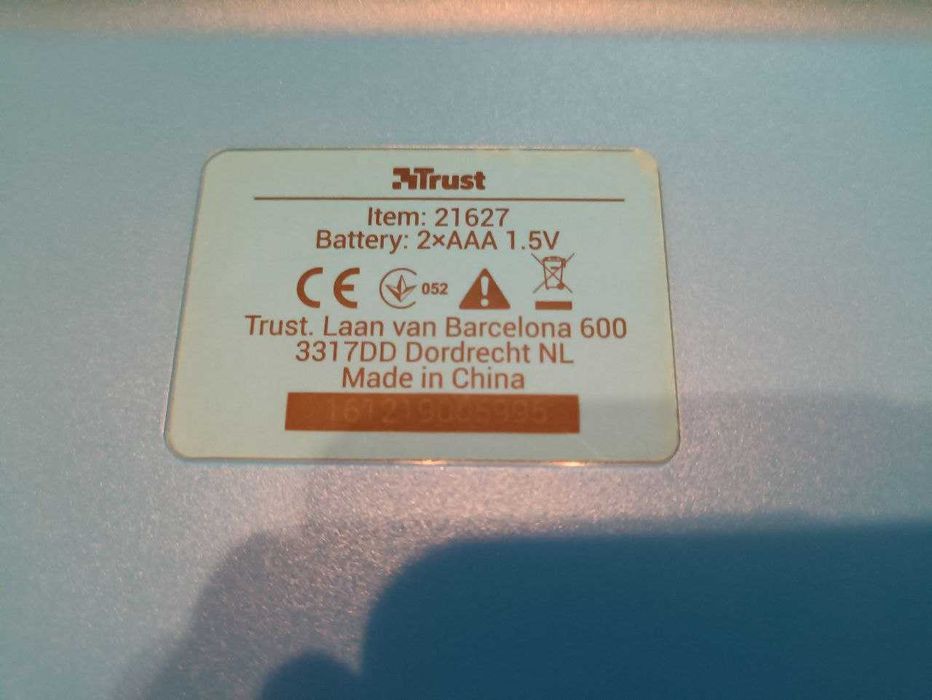 Trust
Item: 21627
Battery: 2×AAA 1.5V
CE 052
Trust. Laan van Barcelona 600
3317DD Dordrecht NL
Made in China